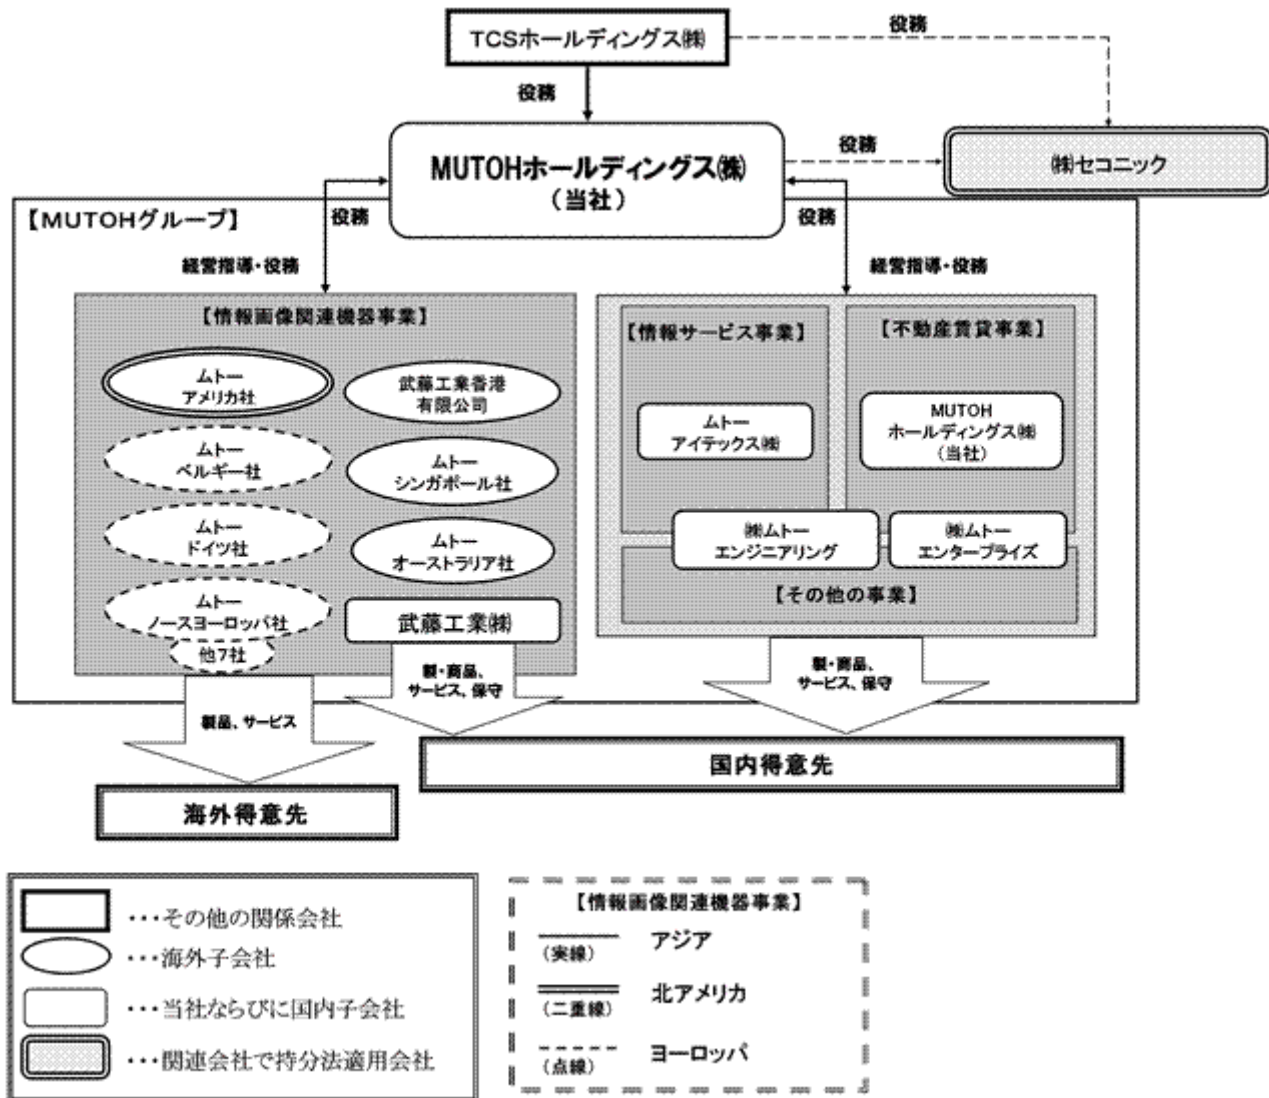 TCSホールディングス㈱
役務
役務
MUTOHホールディングス㈱
（当社）
役務
㈱セコニック
【MUTOHグループ】
役務
役務
経営指導・役務
経営指導・役務
【情報画像関連機器事業】
ムトー
アメリカ社
武藤工業香港
有限公司
ムトー
ベルギー社
ムトー
シンガポール社
ムトー
ドイツ社
ムトー
オーストラリア社
ムトー
ノースヨーロッパ社
武藤工業㈱
他7社
【情報サービス事業】
【不動産賃貸事業】
ムトー
アイテックス㈱
MUTOH
ホールディングス㈱
（当社）
㈱ムトー
エンジニアリング
㈱ムトー
エンタープライズ
【その他の事業】
製・商品、
サービス、保守
製・商品、
サービス、保守
製品、サービス
国内得意先
海外得意先
・・・その他の関係会社
・・・海外子会社
・・・当社ならびに国内子会社
・・・関連会社で持分法適用会社
【情報画像関連機器事業】
（実線）
アジア
（二重線）
北アメリカ
（点線）
ヨーロッパ